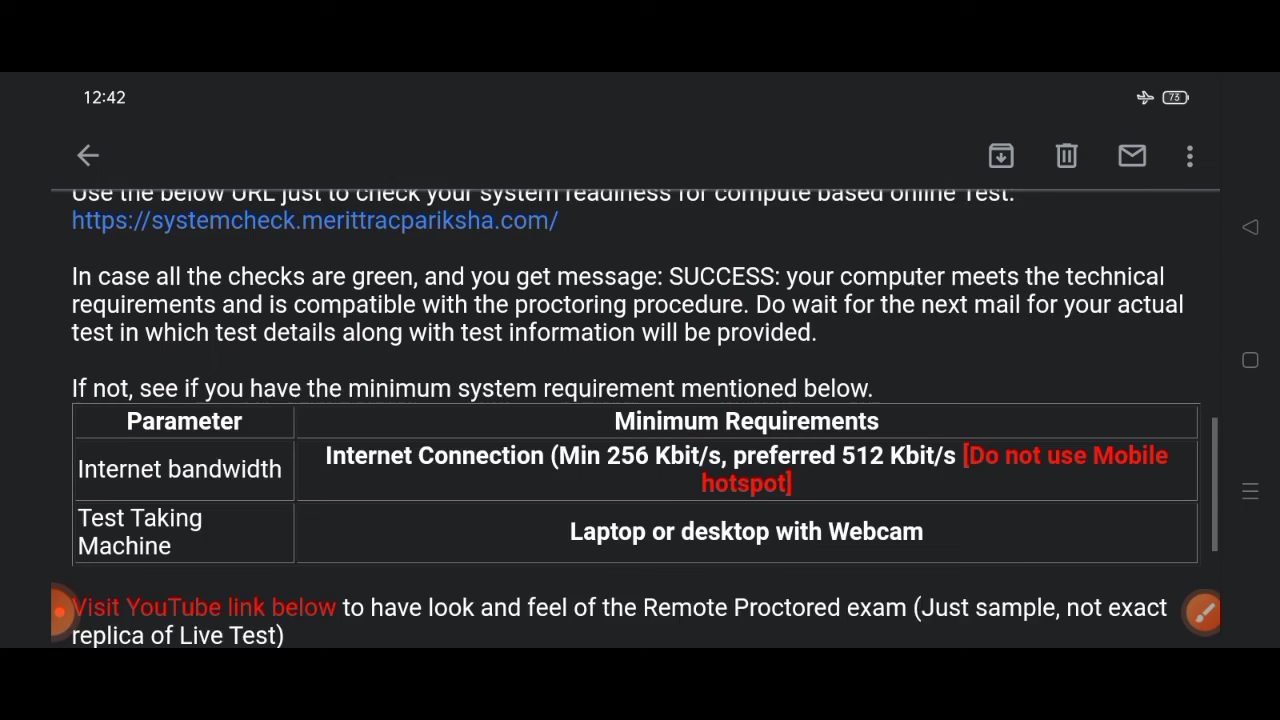 12:42
73
Use the below URL just to check your system readiness for compute based online Test:
https://systemcheck.merittracpariksha.com/
In case all the checks are green, and you get message: SUCCESS: your computer meets the technical
requirements and is compatible with the proctoring procedure. Do wait for the next mail for your actual
test in which test details along with test information will be provided.
If not, see if you have the minimum system requirement mentioned below.
Parameter Minimum Requirements
Internet bandwidth Internet Connection (Min 256 Kbit/s, preferred 512 Kbit/s [Do not use Mobile
hotspot]
Test Taking
Machine Laptop or desktop with Webcam
Visit YouTube link below to have look and feel of the Remote Proctored exam (Just sample, not exact
replica of Live Test)